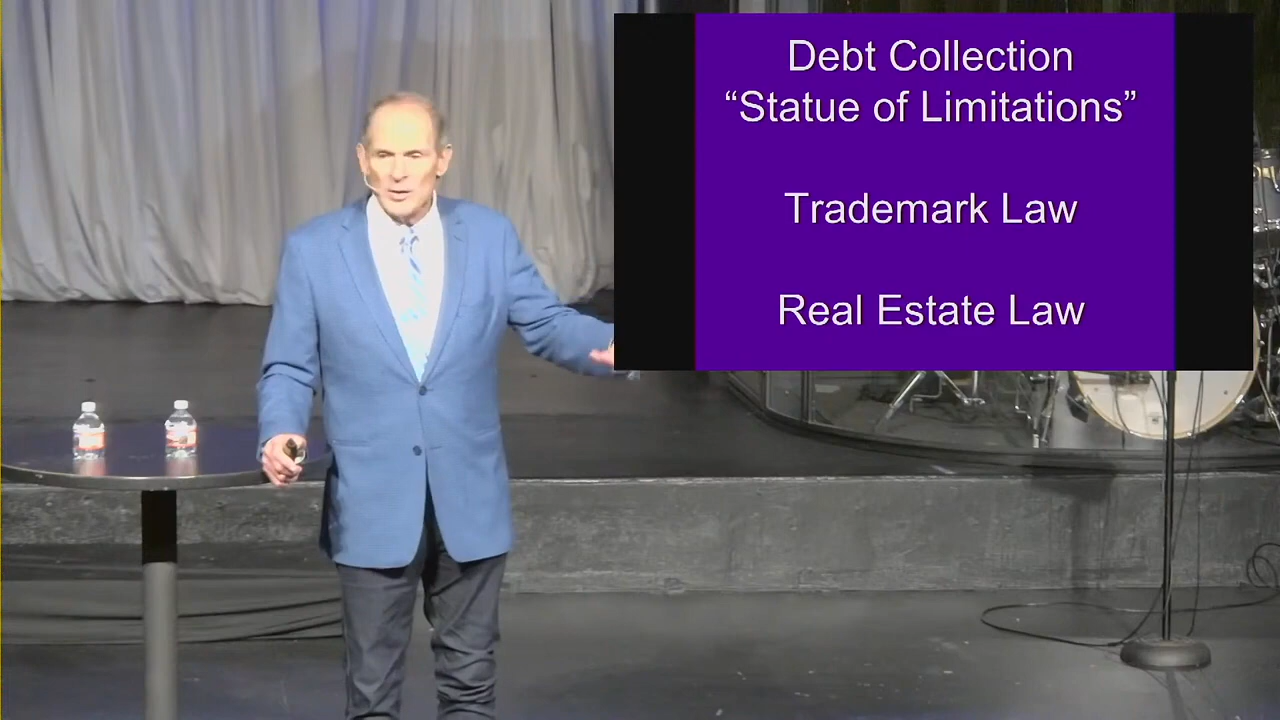 Debt Collection
“Statue of Limitations”
Trademark Law
Real Estate Law